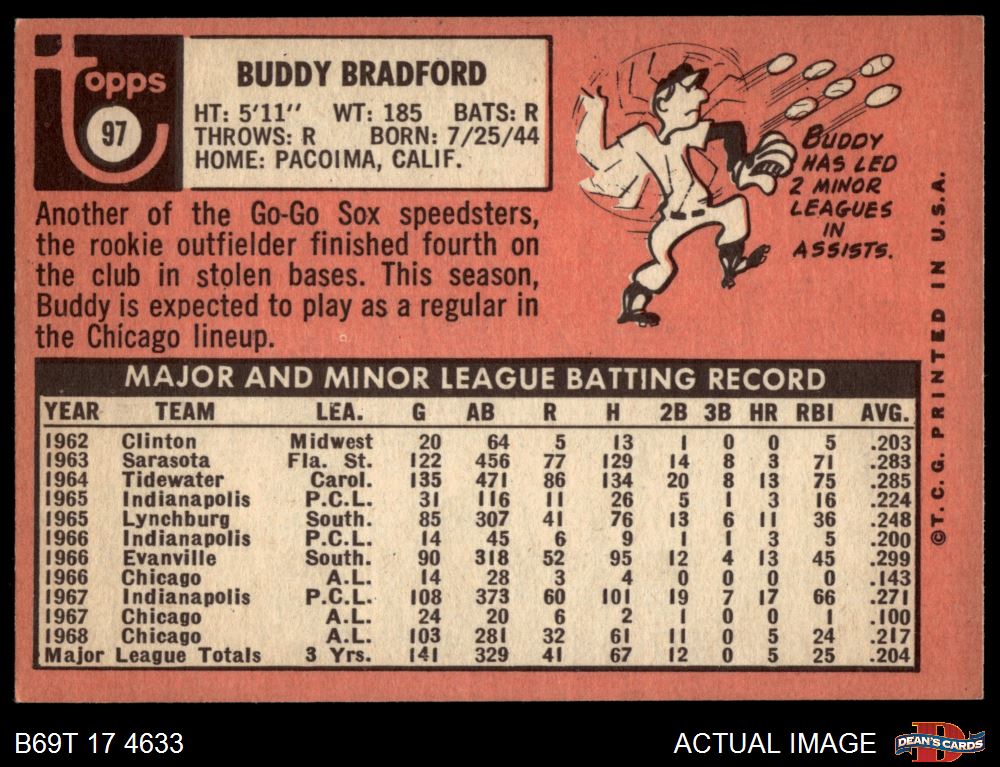 topps
97
BUDDY BRADFORD
HT: 5'11" WT: 185 BATS: R
THROWS: R BORN: 7/25/44
HOME: PACOIMA, CALIF.
Another of the Go-Go Sox speedsters,
the rookie outfielder finished fourth on
the club in stolen bases. This season,
Buddy is expected to play as a regular in
the Chicago lineup.
BUDDY
HAS LED
2 MINOR
LEAGUES
IN
ASSISTS.
©T. C. G. PRINTED IN U.S.A.
MAJOR AND MINOR LEAGUE BATTING RECORD
YEAR TEAM LEA. G AB R H 2B 3B HR RBI AVG.
1962 Clinton Midwest 20 64 5 13 1 0 0 5 .203
1963 Sarasota Fla. St. 122 456 77 129 14 8 3 71 .283
1964 Tidewater Carol. 135 471 86 134 20 8 13 75 .285
1965 Indianapolis P.C.L. 31 116 11 26 5 1 3 16 .224
1965 Lynchburg South. 85 307 41 76 13 6 11 36 .248
1966 Indianapolis P.C.L. 14 45 6 9 1 1 3 5 .200
1966 Evanville South. 90 318 52 95 12 4 13 45 .299
1966 Chicago A.L. 14 28 3 4 0 0 0 0 .143
1967 Indianapolis P.C.L. 108 373 60 101 19 7 17 66 .271
1967 Chicago A.L. 24 20 6 2 1 0 0 1 .100
1968 Chicago A.L. 103 281 32 61 11 0 5 24 .217
Major League Totals 3 Yrs. 141 329 41 67 12 0 5 25 .204
B69T 17 4633
ACTUAL IMAGE
D
DEAN'S CARDS